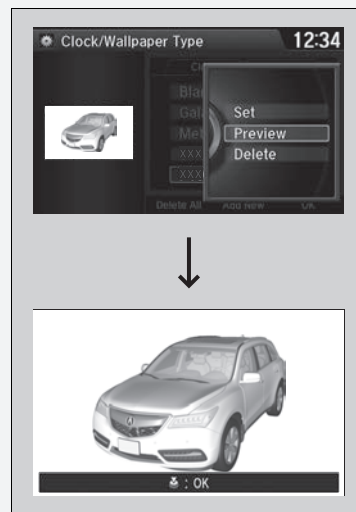 Clock/Wallpaper Type 12:34
Set
Preview
Delete
Delete All Add New OK
: OK